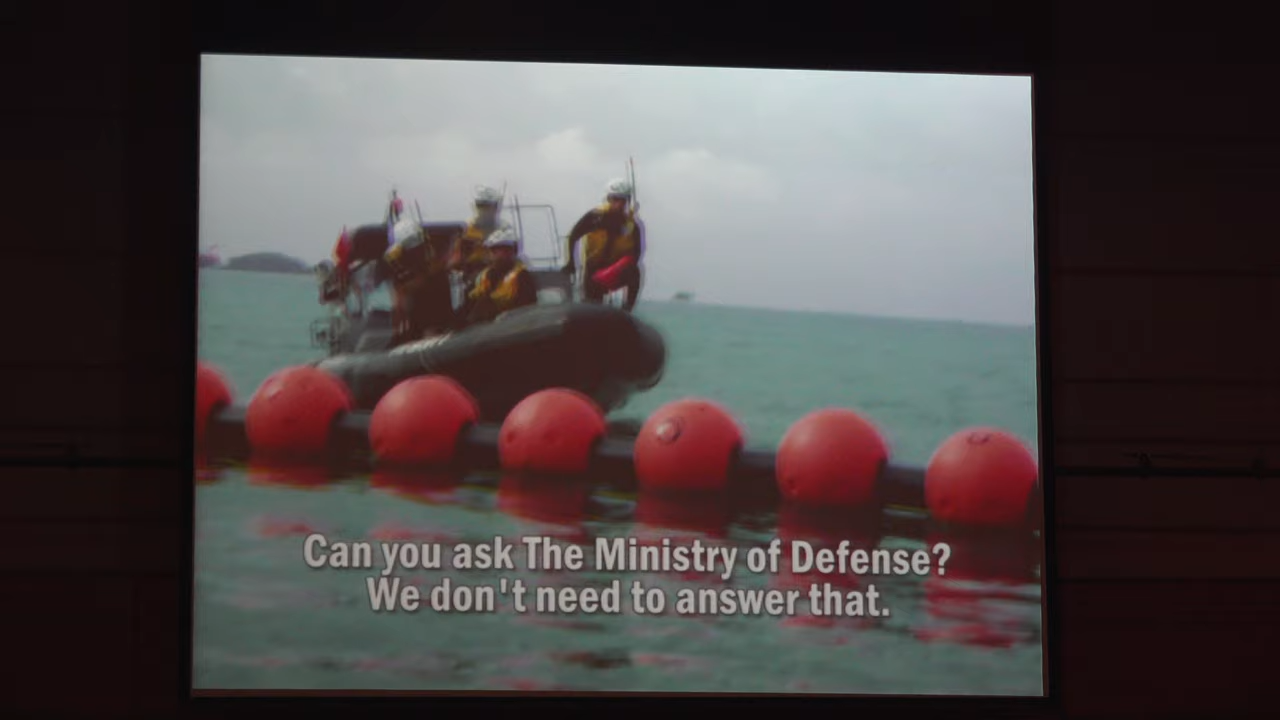 Can you ask The Ministry of Defense?
We don't need to answer that.